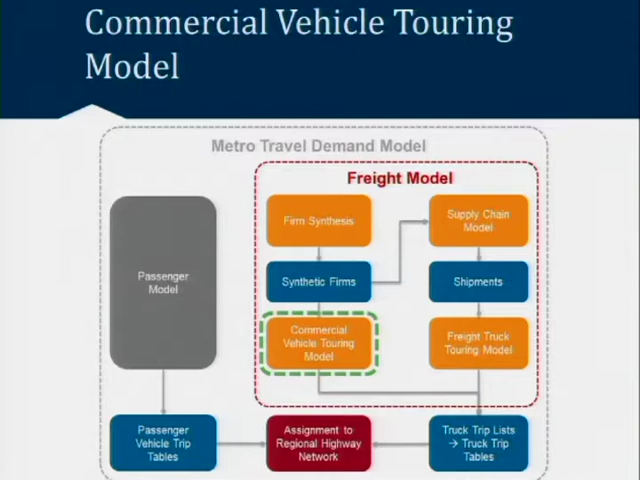 Commercial Vehicle Touring
Model
Metro Travel Demand Model
Freight Model
Passenger
Model
Firm Synthesis
Supply Chain
Model
Synthetic Firms
Shipments
Commercial
Vehicle Touring
Model
Freight Truck
Touring Model
Passenger
Vehicle Trip
Tables
Assignment to
Regional Highway
Network
Truck Trip Lists
→ Truck Trip
Tables